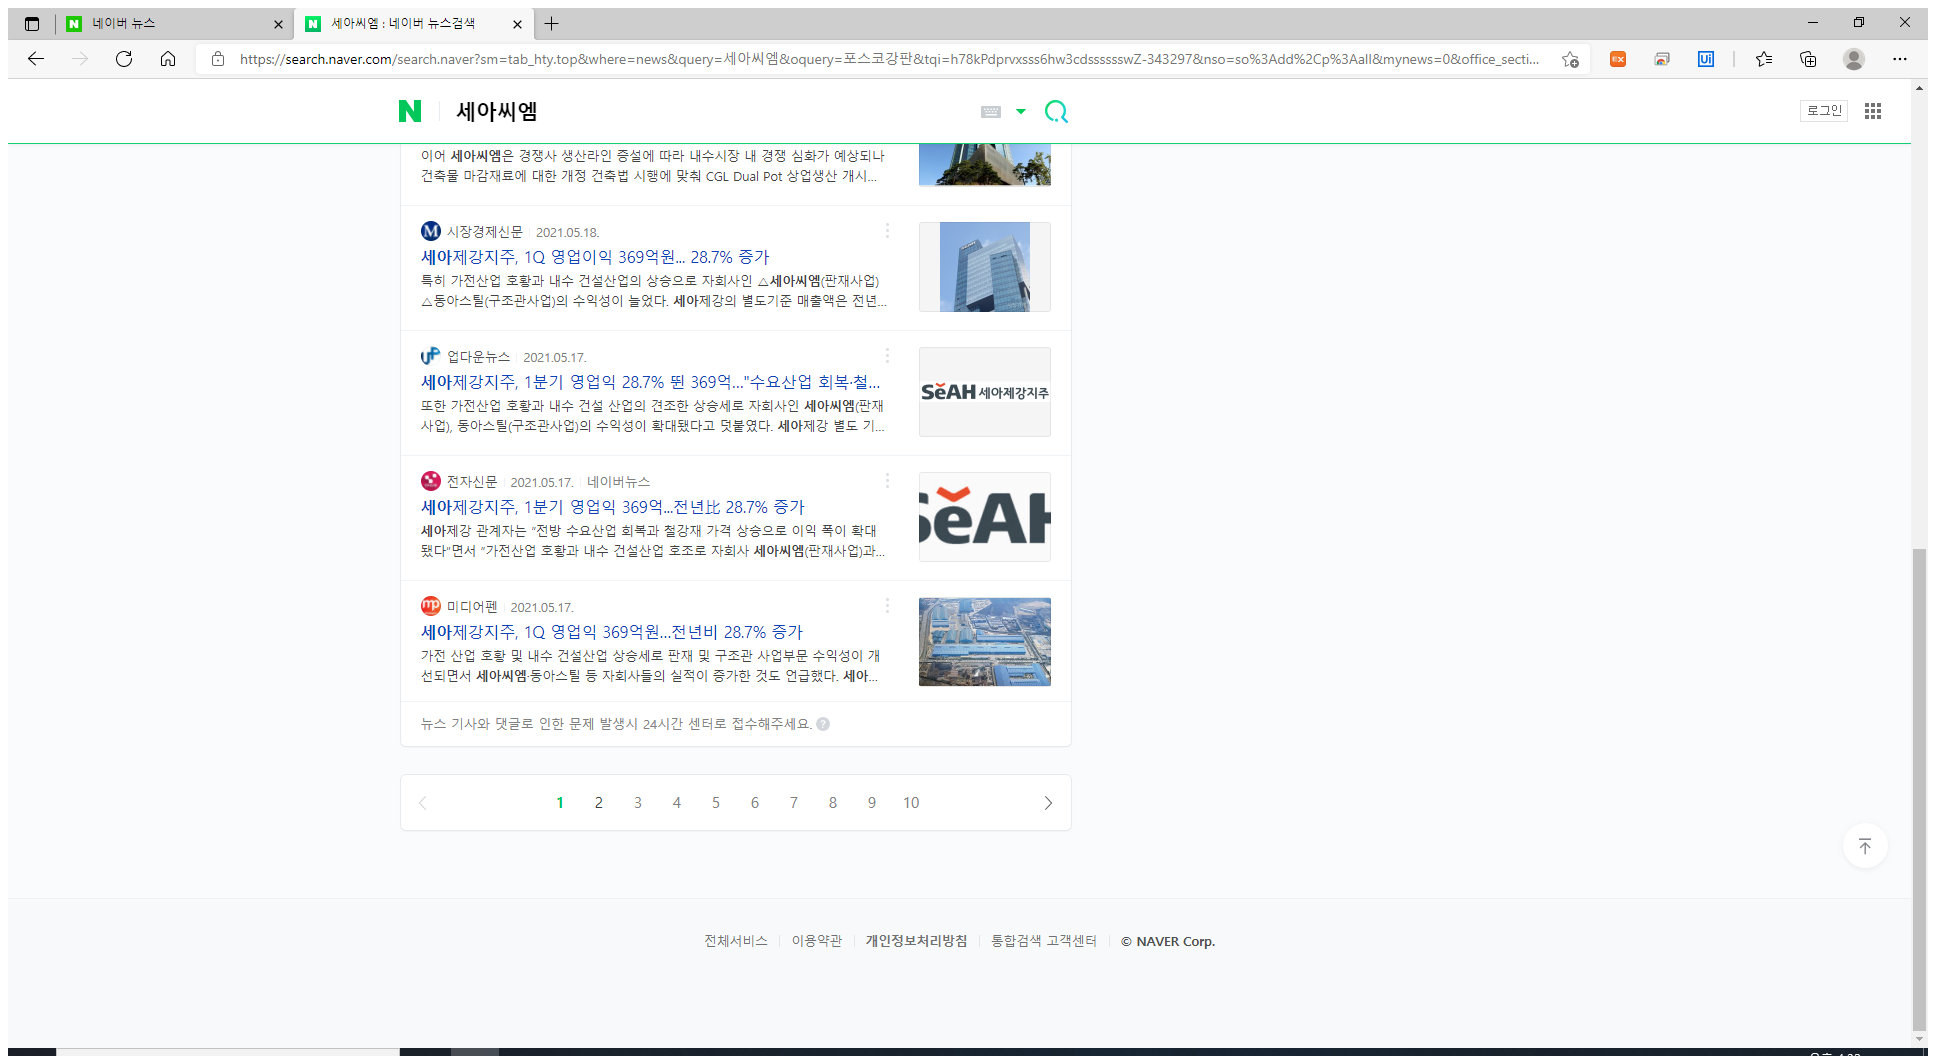 네이버 뉴스
세아씨엠 : 네이버 뉴스검색
https://search.naver.com/search.naver?sm=tab_hty.top&where=news&query=세아씨엠&oquery=포스코강판&tqi=h78kPdprvxsss6hw3cdssssssswZ-343297&nso=so%3Add%2Cp%3Aall&mynews=0&office_secti...
N 세아씨엠
로그인
이어 세아씨엠은 경쟁사 생산라인 증설에 따라 내수시장 내 경쟁 심화가 예상되나
건축물 마감재료에 대한 개정 건축법 시행에 맞춰 CGL Dual Pot 상업생산 개시...
M 시장경제신문 2021.05.18.
세아제강지주, 1Q 영업이익 369억원... 28.7% 증가
특히 가전산업 호황과 내수 건설산업의 상승으로 자회사인 △세아씨엠(판재사업)
△동아스틸(구조관사업)의 수익성이 늘었다. 세아제강의 별도기준 매출액은 전년...
업다운뉴스 2021.05.17.
세아제강지주, 1분기 영업익 28.7% 뛴 369억..."수요산업 회복·철...
또한 가전산업 호황과 내수 건설 산업의 견조한 상승세로 자회사인 세아씨엠(판재
사업), 동아스틸(구조관사업)의 수익성이 확대됐다고 덧붙였다. 세아제강 별도 기...
SeAH 세아제강지주
전자신문 2021.05.17. 네이버뉴스
세아제강지주, 1분기 영업익 369억...전년比 28.7% 증가
세아제강 관계자는 “전방 수요산업 회복과 철강재 가격 상승으로 이익 폭이 확대
됐다”면서 “가전산업 호황과 내수 건설산업 호조로 자회사 세아씨엠(판재사업)과...
SeAH
mp 미디어펜 2021.05.17.
세아제강지주, 1Q 영업익 369억원...전년비 28.7% 증가
가전 산업 호황 및 내수 건설산업 상승세로 판재 및 구조관 사업부문 수익성이 개
선되면서 세아씨엠·동아스틸 등 자회사들의 실적이 증가한 것도 언급했다. 세아...
뉴스 기사와 댓글로 인한 문제 발생시 24시간 센터로 접수해주세요. ?
1 2 3 4 5 6 7 8 9 10
전체서비스 이용약관 개인정보처리방침 통합검색 고객센터 © NAVER Corp.